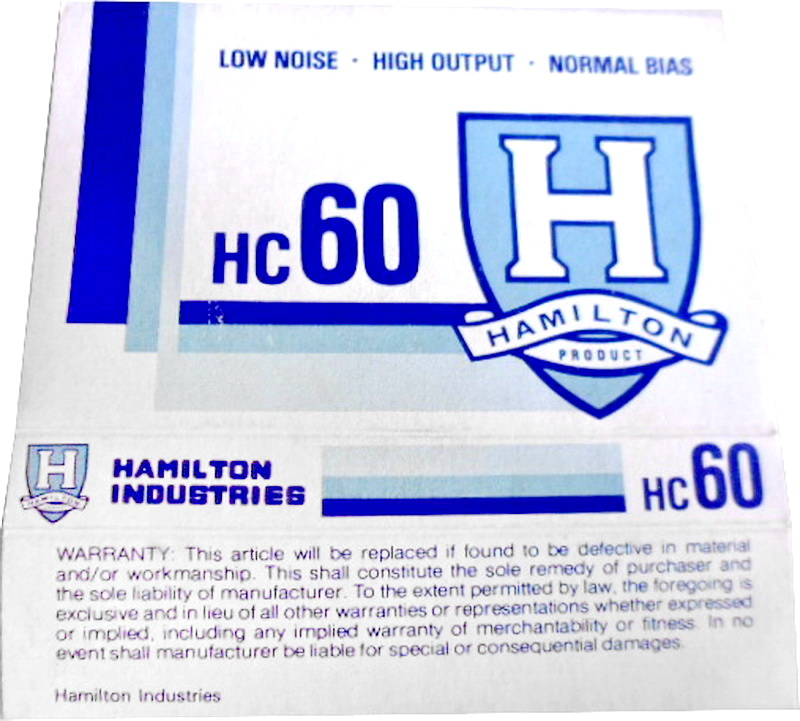 LOW NOISE · HIGH OUTPUT · NORMAL BIAS
H
HC60
HAMILTON
PRODUCT
H
HAMILTON
HAMILTON
INDUSTRIES
HC60
WARRANTY: This article will be replaced if found to be defective in material
and/or workmanship. This shall constitute the sole remedy of purchaser and
the sole liability of manufacturer. To the extent permitted by law, the foregoing is
exclusive and in lieu of all other warranties or representations whether expressed
or implied, including any implied warranty of merchantability or fitness. In no
event shall manufacturer be liable for special or consequential damages.
Hamilton Industries